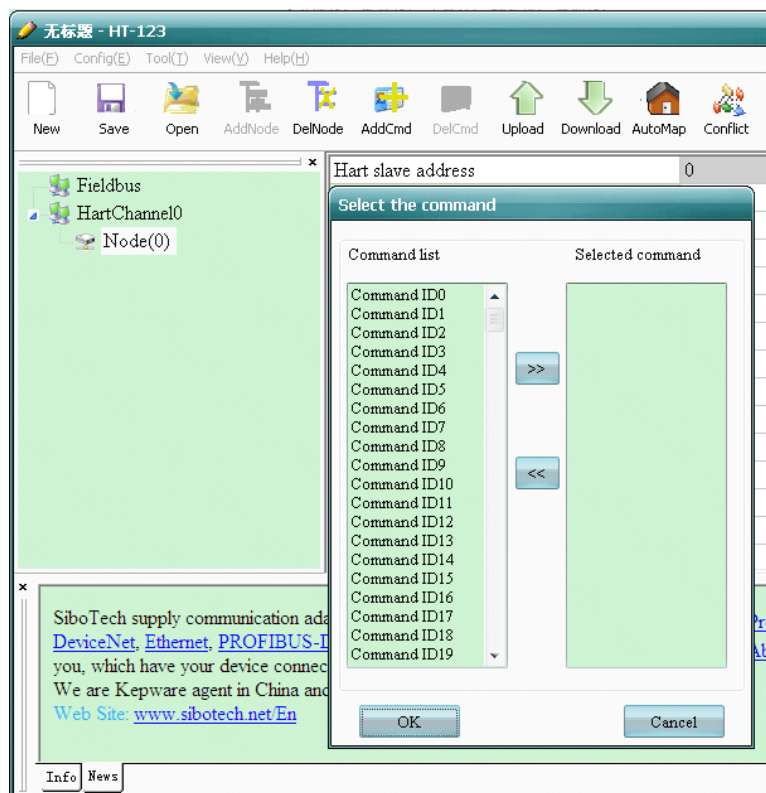 无标题 - HT-123
File(F) Config(E) Tool(T) View(V) Help(H)
New Save Open AddNode DelNode AddCmd DelCmd Upload Download AutoMap Conflict
Fieldbus
HartChannel0
Node(0)
Hart slave address 0
Select the command
Command list Selected command
Command ID0
Command ID1
Command ID2
Command ID3
Command ID4
Command ID5
Command ID6
Command ID7
Command ID8
Command ID9
Command ID10
Command ID11
Command ID12
Command ID13
Command ID14
Command ID15
Command ID16
Command ID17
Command ID18
Command ID19
>>
<<
OK Cancel
SiboTech supply communication ada
DeviceNet, Ethernet, PROFIBUS-D
you, which have your device connec
We are Kepware agent in China and
Web Site: www.sibotech.net/En
Info News